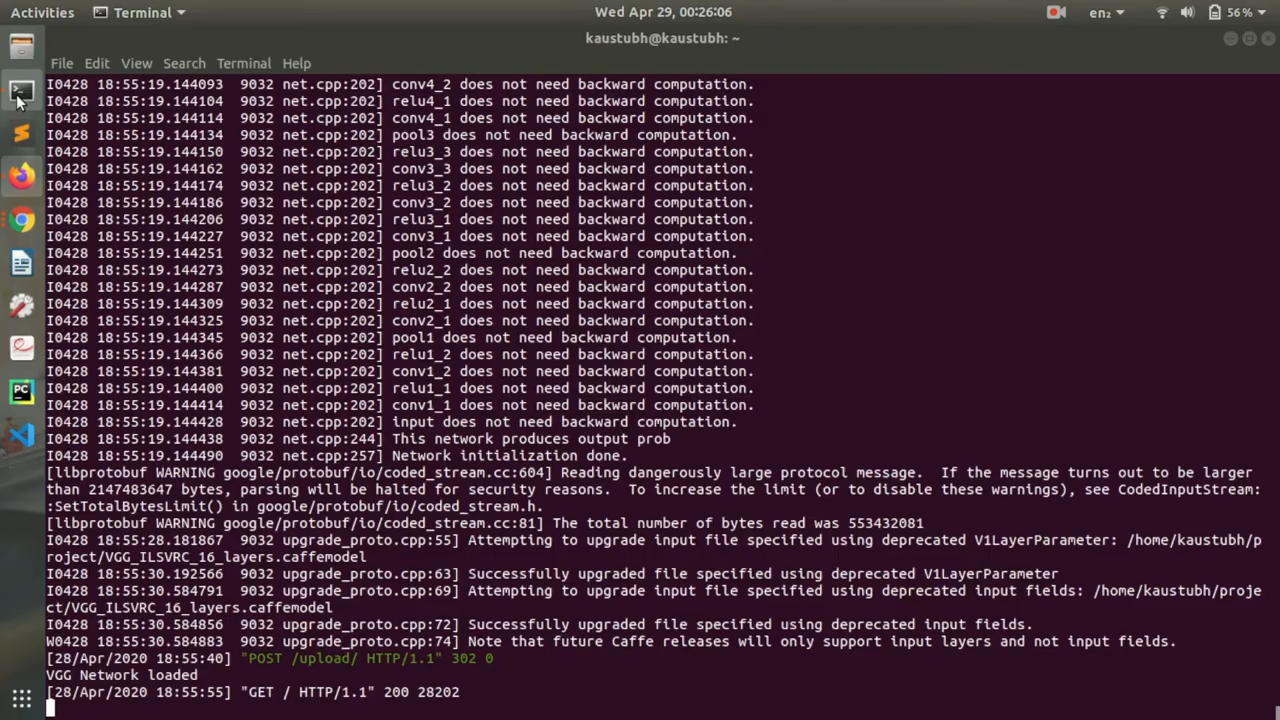 Activities
Terminal
Wed Apr 29, 00:26:06
en₂
56%
kaustubh@kaustubh: ~
File Edit View Search Terminal Help
I0428 18:55:19.144093  9032 net.cpp:202] conv4_2 does not need backward computation.
I0428 18:55:19.144104  9032 net.cpp:202] relu4_1 does not need backward computation.
I0428 18:55:19.144114  9032 net.cpp:202] conv4_1 does not need backward computation.
I0428 18:55:19.144134  9032 net.cpp:202] pool3 does not need backward computation.
I0428 18:55:19.144150  9032 net.cpp:202] relu3_3 does not need backward computation.
I0428 18:55:19.144162  9032 net.cpp:202] conv3_3 does not need backward computation.
I0428 18:55:19.144174  9032 net.cpp:202] relu3_2 does not need backward computation.
I0428 18:55:19.144186  9032 net.cpp:202] conv3_2 does not need backward computation.
I0428 18:55:19.144206  9032 net.cpp:202] relu3_1 does not need backward computation.
I0428 18:55:19.144227  9032 net.cpp:202] conv3_1 does not need backward computation.
I0428 18:55:19.144251  9032 net.cpp:202] pool2 does not need backward computation.
I0428 18:55:19.144273  9032 net.cpp:202] relu2_2 does not need backward computation.
I0428 18:55:19.144287  9032 net.cpp:202] conv2_2 does not need backward computation.
I0428 18:55:19.144309  9032 net.cpp:202] relu2_1 does not need backward computation.
I0428 18:55:19.144325  9032 net.cpp:202] conv2_1 does not need backward computation.
I0428 18:55:19.144345  9032 net.cpp:202] pool1 does not need backward computation.
I0428 18:55:19.144366  9032 net.cpp:202] relu1_2 does not need backward computation.
I0428 18:55:19.144381  9032 net.cpp:202] conv1_2 does not need backward computation.
I0428 18:55:19.144400  9032 net.cpp:202] relu1_1 does not need backward computation.
I0428 18:55:19.144414  9032 net.cpp:202] conv1_1 does not need backward computation.
I0428 18:55:19.144428  9032 net.cpp:202] input does not need backward computation.
I0428 18:55:19.144438  9032 net.cpp:244] This network produces output prob
I0428 18:55:19.144490  9032 net.cpp:257] Network initialization done.
[libprotobuf WARNING google/protobuf/io/coded_stream.cc:604] Reading dangerously large protocol message.  If the message turns out to be larger
than 2147483647 bytes, parsing will be halted for security reasons.  To increase the limit (or to disable these warnings), see CodedInputStream:
:SetTotalBytesLimit() in google/protobuf/io/coded_stream.h.
[libprotobuf WARNING google/protobuf/io/coded_stream.cc:81] The total number of bytes read was 553432081
I0428 18:55:28.181867  9032 upgrade_proto.cpp:55] Attempting to upgrade input file specified using deprecated V1LayerParameter: /home/kaustubh/p
roject/VGG_ILSVRC_16_layers.caffemodel
I0428 18:55:30.192566  9032 upgrade_proto.cpp:63] Successfully upgraded file specified using deprecated V1LayerParameter
I0428 18:55:30.584791  9032 upgrade_proto.cpp:69] Attempting to upgrade input file specified using deprecated input fields: /home/kaustubh/proje
ct/VGG_ILSVRC_16_layers.caffemodel
I0428 18:55:30.584856  9032 upgrade_proto.cpp:72] Successfully upgraded file specified using deprecated input fields.
W0428 18:55:30.584883  9032 upgrade_proto.cpp:74] Note that future Caffe releases will only support input layers and not input fields.
[28/Apr/2020 18:55:40] "POST /upload/ HTTP/1.1" 302 0
VGG Network loaded
[28/Apr/2020 18:55:55] "GET / HTTP/1.1" 200 28202
PC